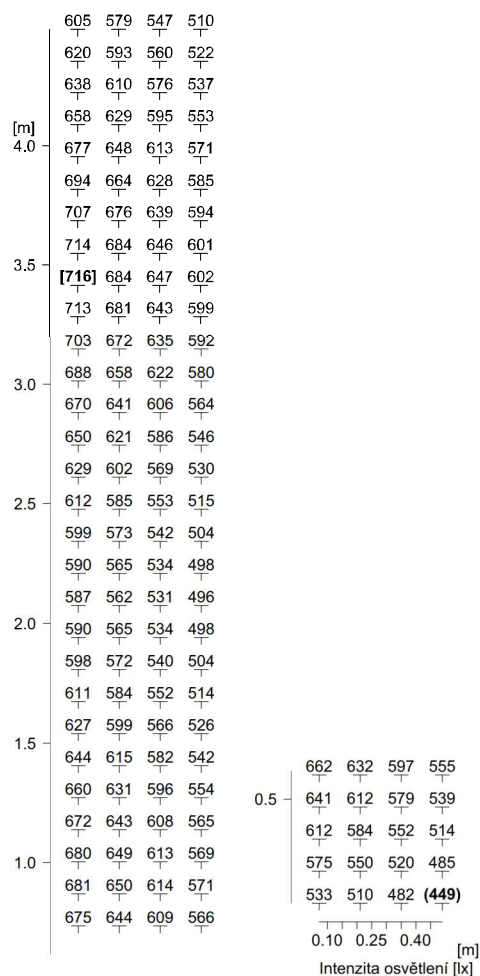 605 579 547 510
620 593 560 522
638 610 576 537
658 629 595 553
[m]
4.0 677 648 613 571
694 664 628 585
707 676 639 594
714 684 646 601
3.5 [716] 684 647 602
713 681 643 599
703 672 635 592
3.0 688 658 622 580
670 641 606 564
650 621 586 546
629 602 569 530
2.5 612 585 553 515
599 573 542 504
590 565 534 498
587 562 531 496
2.0 590 565 534 498
598 572 540 504
611 584 552 514
627 599 566 526
1.5 644 615 582 542
660 631 596 554
672 643 608 565
1.0 680 649 613 569
681 650 614 571
675 644 609 566
662 632 597 555
0.5 641 612 579 539
612 584 552 514
575 550 520 485
533 510 482 (449)
0.10 0.25 0.40 [m]
Intenzita osvětlení [lx]